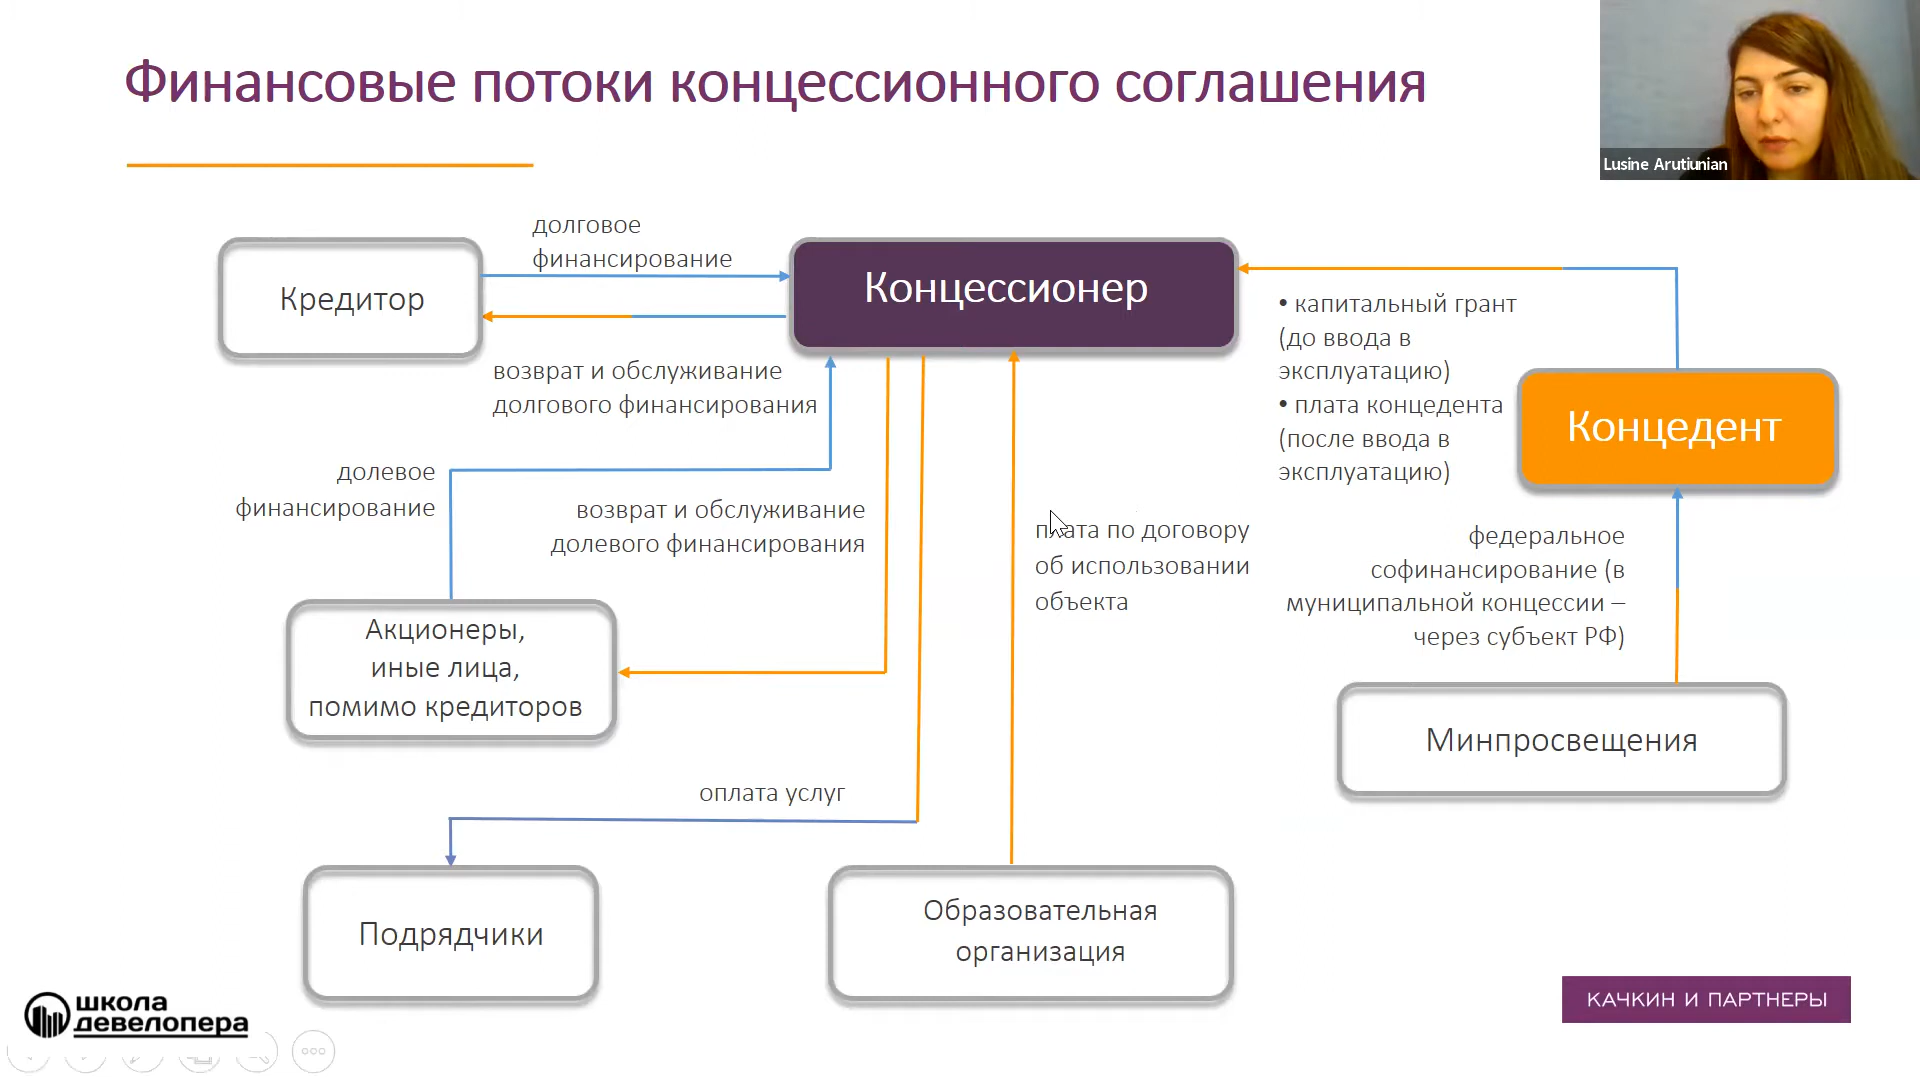 Финансовые потоки концессионного соглашения
Lusine Arutiunian
долговое
финансирование
Кредитор
Концессионер
• капитальный грант
(до ввода в
эксплуатацию)
• плата концедента
(после ввода в
эксплуатацию)
Концедент
возврат и обслуживание
долгового финансирования
долевое
финансирование
возврат и обслуживание
долевого финансирования
плата по договору
об использовании
объекта
федеральное
софинансирование (в
муниципальной концессии –
через субъект РФ)
Акционеры,
иные лица,
помимо кредиторов
Минпросвещения
оплата услуг
Подрядчики
Образовательная
организация
школа
девелопера
КАЧКИН И ПАРТНЕРЫ